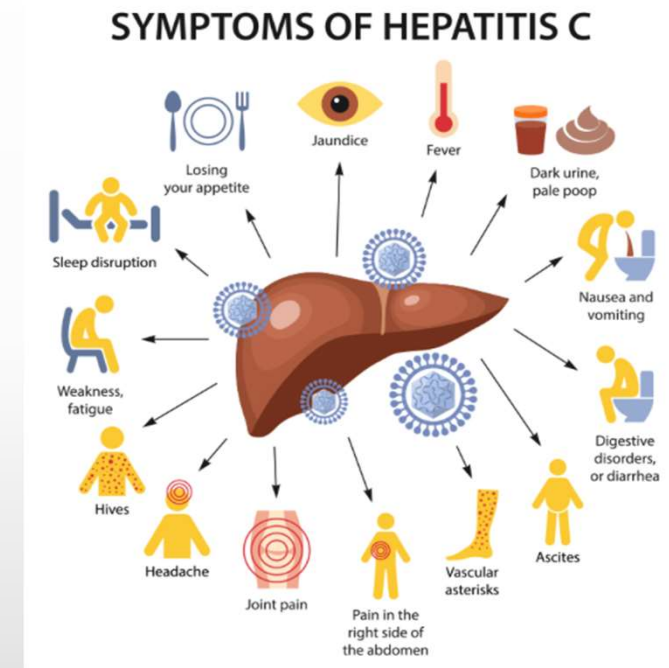 SYMPTOMS OF HEPATITIS C
Losing
your appetite
Jaundice
Fever
Dark urine,
pale poop
Sleep disruption
Nausea and
vomiting
Weakness,
fatigue
Digestive
disorders,
or diarrhea
Hives
Headache
Joint pain
Pain in the
right side of
the abdomen
Vascular
asterisks
Ascites